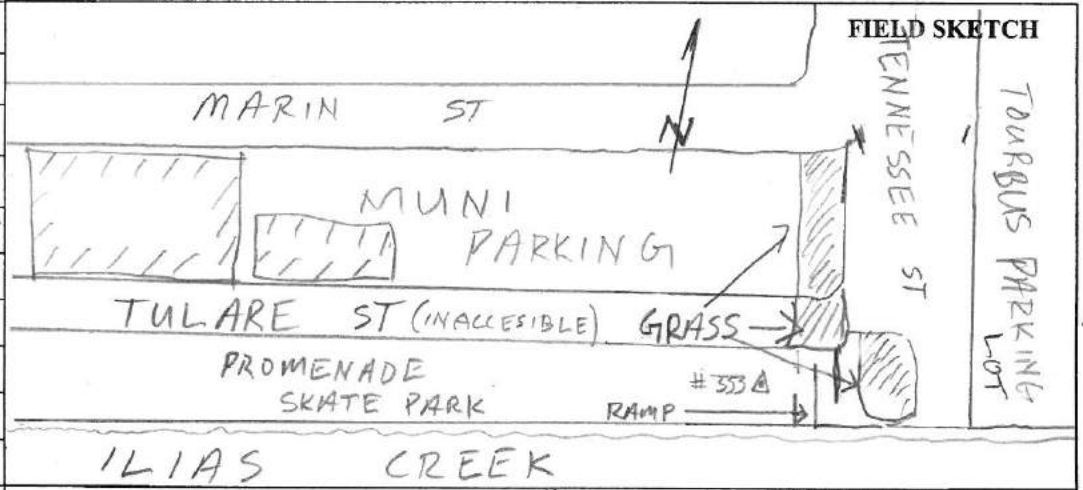 FIELD SKETCH
MARIN ST
N
TENNESSEE ST
TOURBUS PARKING LOT
MUNI
PARKING
TULARE ST (INACCESIBLE)
GRASS
PROMENADE
SKATE PARK
#353
RAMP
ILIAS CREEK